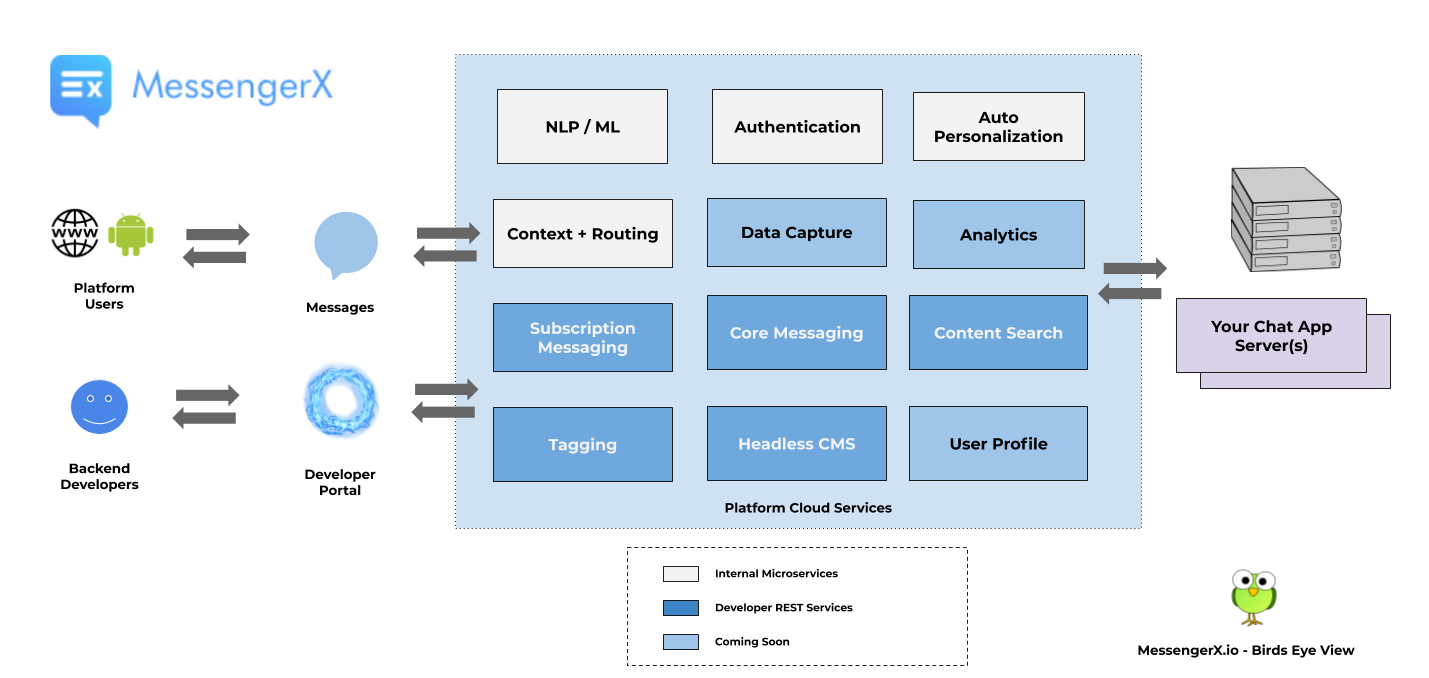 MessengerX
NLP / ML
Authentication
Auto
Personalization
www
Platform
Users
Messages
Context + Routing
Data Capture
Analytics
Subscription
Messaging
Core Messaging
Content Search
Your Chat App
Server(s)
Backend
Developers
Developer
Portal
Tagging
Headless CMS
User Profile
Platform Cloud Services
Internal Microservices
Developer REST Services
Coming Soon
MessengerX.io - Birds Eye View